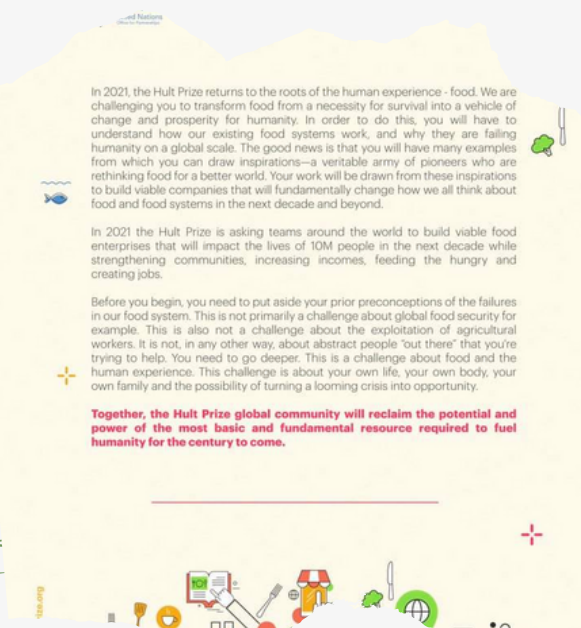 ed Nations
Office for Partnerships
In 2021, the Hult Prize returns to the roots of the human experience - food. We are
challenging you to transform food from a necessity for survival into a vehicle of
change and prosperity for humanity. In order to do this, you will have to
understand how our existing food systems work, and why they are failing
humanity on a global scale. The good news is that you will have many examples
from which you can draw inspirations—a veritable army of pioneers who are
rethinking food for a better world. Your work will be drawn from these inspirations
to build viable companies that will fundamentally change how we all think about
food and food systems in the next decade and beyond.
In 2021 the Hult Prize is asking teams around the world to build viable food
enterprises that will impact the lives of 10M people in the next decade while
strengthening communities, increasing incomes, feeding the hungry and
creating jobs.
Before you begin, you need to put aside your prior preconceptions of the failures
in our food system. This is not primarily a challenge about global food security for
example. This is also not a challenge about the exploitation of agricultural
workers. It is not, in any other way, about abstract people "out there" that you're
trying to help. You need to go deeper. This is a challenge about food and the
human experience. This challenge is about your own life, your own body, your
own family and the possibility of turning a looming crisis into opportunity.
Together, the Hult Prize global community will reclaim the potential and
power of the most basic and fundamental resource required to fuel
humanity for the century to come.
ize.org